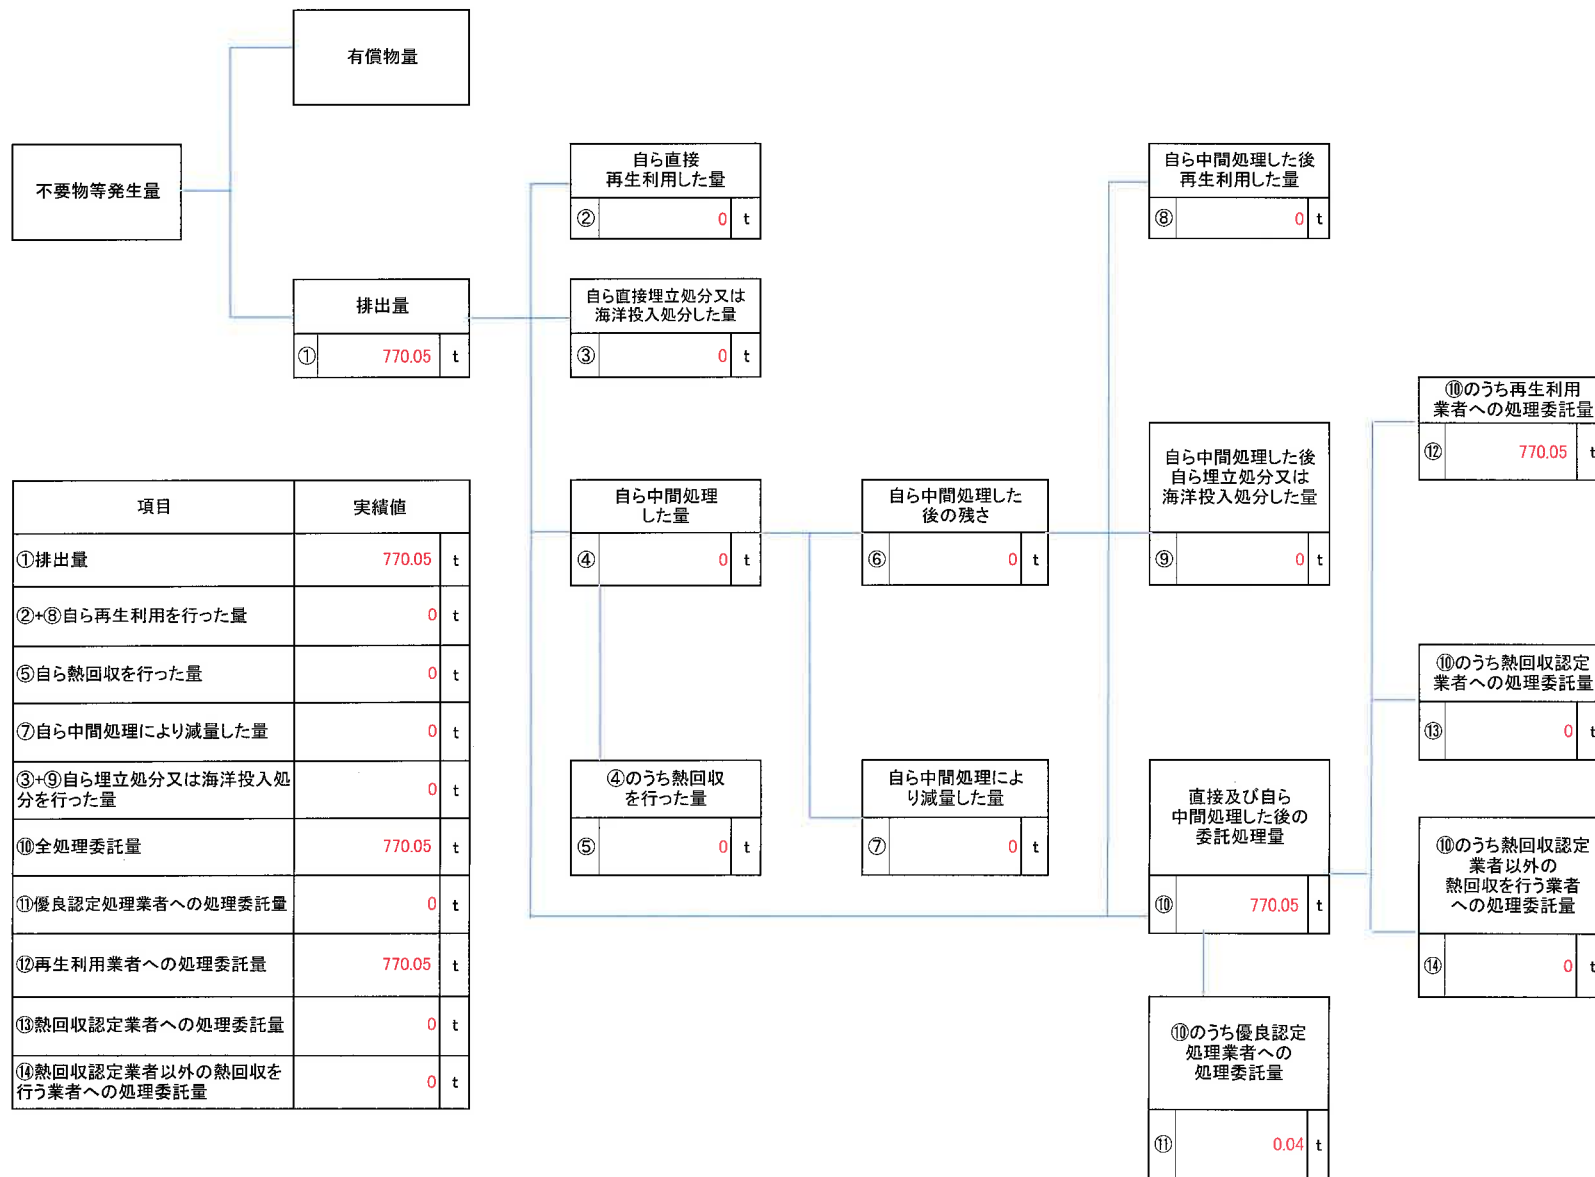 有償物量
不要物等発生量
排出量
① 770.05 t
自ら直接
再生利用した量
② 0 t
自ら直接埋立処分又は
海洋投入処分した量
③ 0 t
自ら中間処理
した量
④ 0 t
④のうち熱回収
を行った量
⑤ 0 t
自ら中間処理した
後の残さ
⑥ 0 t
自ら中間処理によ
り減量した量
⑦ 0 t
自ら中間処理した後
再生利用した量
⑧ 0 t
自ら中間処理した後
自ら埋立処分又は
海洋投入処分した量
⑨ 0 t
直接及び自ら
中間処理した後の
委託処理量
⑩ 770.05 t
⑩のうち優良認定
処理業者への
処理委託量
⑪ 0.04 t
⑩のうち再生利用
業者への処理委託量
⑫ 770.05 t
⑩のうち熱回収認定
業者への処理委託量
⑬ 0 t
⑩のうち熱回収認定
業者以外の
熱回収を行う業者
への処理委託量
⑭ 0 t
項目 実績値
①排出量 770.05 t
②+⑧自ら再生利用を行った量 0 t
⑤自ら熱回収を行った量 0 t
⑦自ら中間処理により減量した量 0 t
③+⑨自ら埋立処分又は海洋投入処
分を行った量 0 t
⑩全処理委託量 770.05 t
⑪優良認定処理業者への処理委託量 0 t
⑫再生利用業者への処理委託量 770.05 t
⑬熱回収認定業者への処理委託量 0 t
⑭熱回収認定業者以外の熱回収を
行う業者への処理委託量 0 t